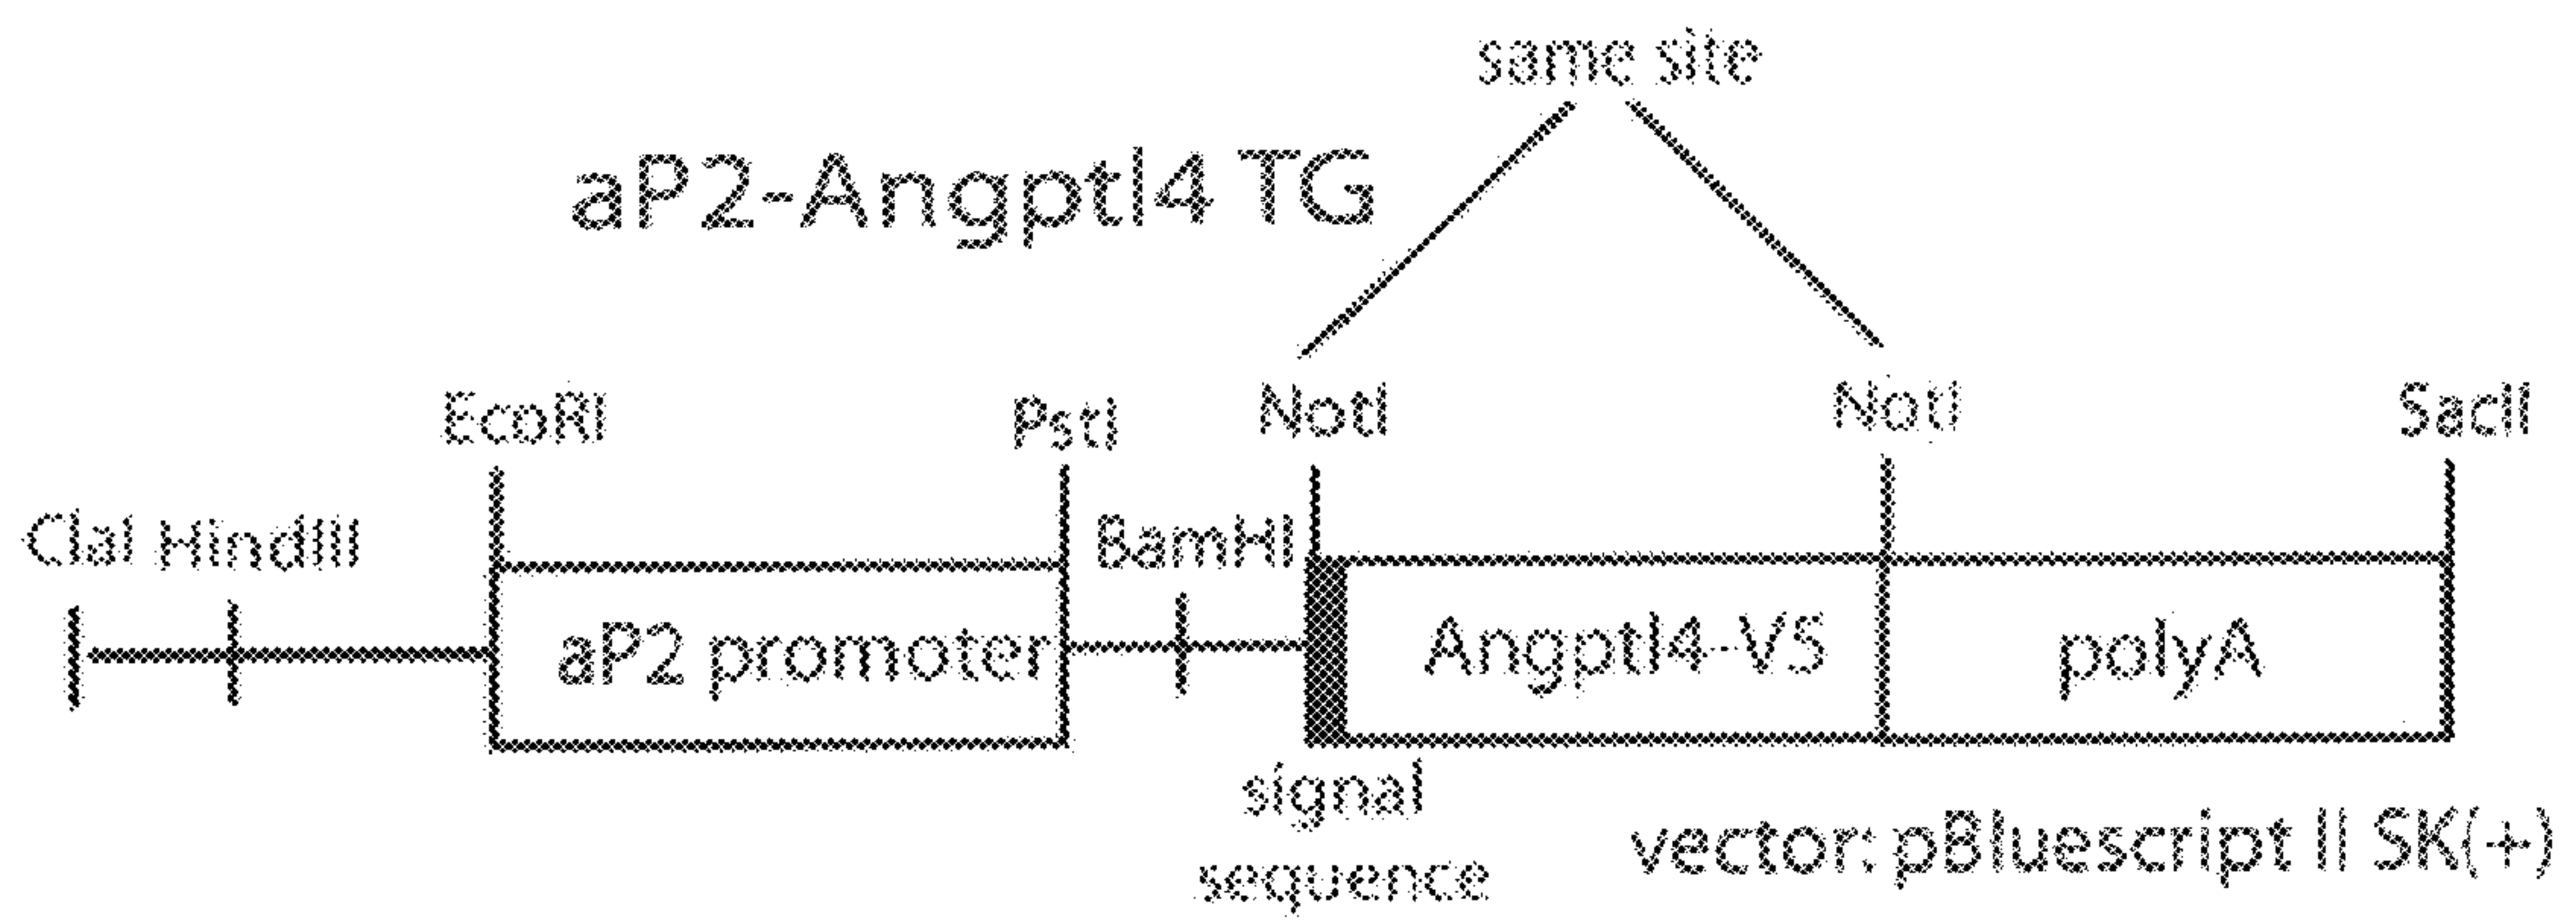 same site
aP2-Angptl4 TG
EcoRI
PstI
NotI
NotI
SacII
ClaI HindIII
BamHI
aP2 promoter
Angptl4-V5
polyA
signal
sequence
vector: pBluescript II SK(+)